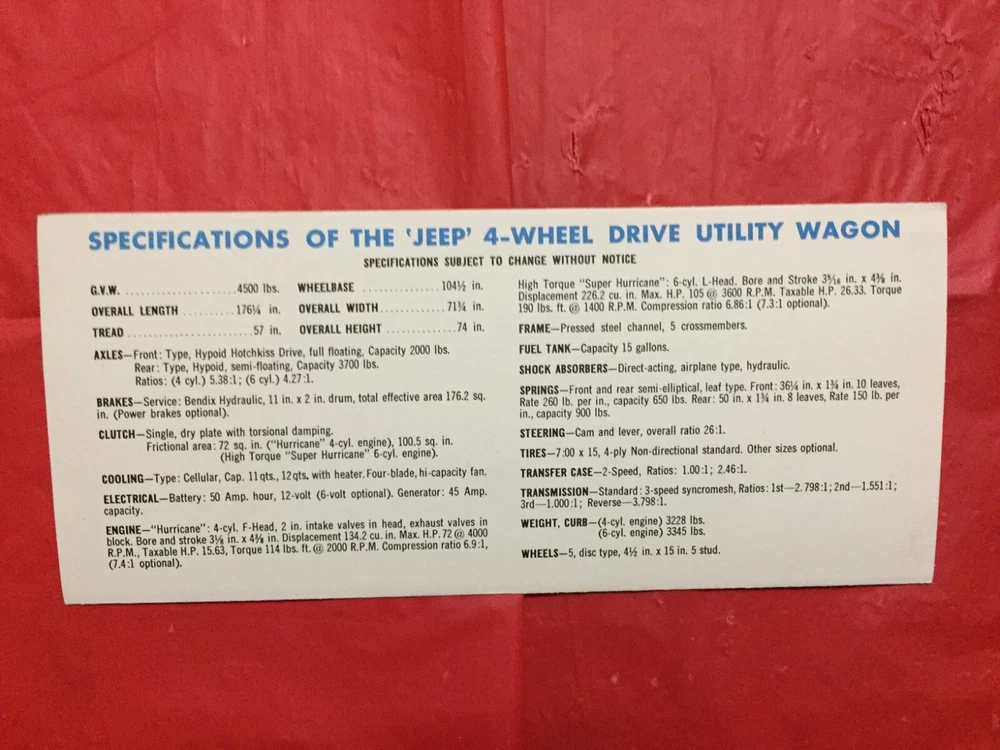 SPECIFICATIONS OF THE 'JEEP' 4-WHEEL DRIVE UTILITY WAGON
SPECIFICATIONS SUBJECT TO CHANGE WITHOUT NOTICE
G.V.W. ........................4500 lbs.
OVERALL LENGTH ...........176¼ in.
TREAD ............................57 in.
WHEELBASE ................104½ in.
OVERALL WIDTH.............71¾ in.
OVERALL HEIGHT ..............74 in.
AXLES—Front: Type, Hypoid Hotchkiss Drive, full floating, Capacity 2000 lbs.
Rear: Type, Hypoid, semi-floating, Capacity 3700 lbs.
Ratios: (4 cyl.) 5.38:1; (6 cyl.) 4.27:1.
BRAKES—Service: Bendix Hydraulic, 11 in. x 2 in. drum, total effective area 176.2 sq.
in. (Power brakes optional).
CLUTCH—Single, dry plate with torsional damping.
Frictional area: 72 sq. in. ("Hurricane" 4-cyl. engine), 100.5 sq. in.
(High Torque "Super Hurricane" 6-cyl. engine).
COOLING—Type: Cellular, Cap. 11 qts., 12 qts. with heater. Four-blade, hi-capacity fan.
ELECTRICAL—Battery: 50 Amp. hour, 12-volt (6-volt optional). Generator: 45 Amp.
capacity.
ENGINE—"Hurricane": 4-cyl. F-Head, 2 in. intake valves in head, exhaust valves in
block. Bore and stroke 3⅛ in. x 4⅜ in. Displacement 134.2 cu. in. Max. H.P. 72 @ 4000
R.P.M., Taxable H.P. 15.63, Torque 114 lbs. ft. @ 2000 R.P.M. Compression ratio 6.9:1,
(7.4:1 optional).
High Torque "Super Hurricane": 6-cyl. L-Head. Bore and Stroke 3⁵⁄₁₆ in. x 4⅜ in.
Displacement 226.2 cu. in. Max. H.P. 105 @ 3600 R.P.M. Taxable H.P. 26.33. Torque
190 lbs. ft. @ 1400 R.P.M. Compression ratio 6.86:1 (7.3:1 optional).
FRAME—Pressed steel channel, 5 crossmembers.
FUEL TANK—Capacity 15 gallons.
SHOCK ABSORBERS—Direct-acting, airplane type, hydraulic.
SPRINGS—Front and rear semi-elliptical, leaf type. Front: 36¼ in. x 1¾ in. 10 leaves,
Rate 260 lb. per in., capacity 650 lbs. Rear: 50 in. x 1¾ in. 8 leaves, Rate 150 lb. per
in., capacity 900 lbs.
STEERING—Cam and lever, overall ratio 26:1.
TIRES—7:00 x 15, 4-ply Non-directional standard. Other sizes optional.
TRANSFER CASE—2-Speed, Ratios: 1.00:1; 2.46:1.
TRANSMISSION—Standard: 3-speed syncromesh, Ratios: 1st—2.798:1; 2nd—1.551:1;
3rd—1.000:1; Reverse—3.798:1.
WEIGHT, CURB—(4-cyl. engine) 3228 lbs.
(6-cyl. engine) 3345 lbs.
WHEELS—5, disc type, 4½ in. x 15 in. 5 stud.